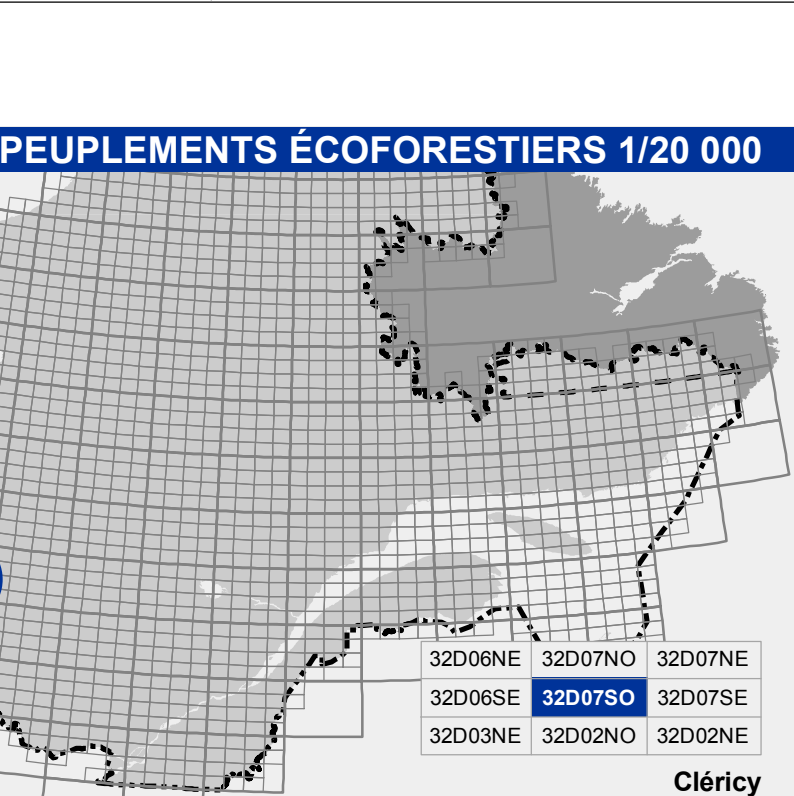 PEUPLEMENTS ÉCOFORESTIERS 1/20 000
32D06NE 32D07NO 32D07NE
32D06SE 32D07SO 32D07SE
32D03NE 32D02NO 32D02NE
Cléricy